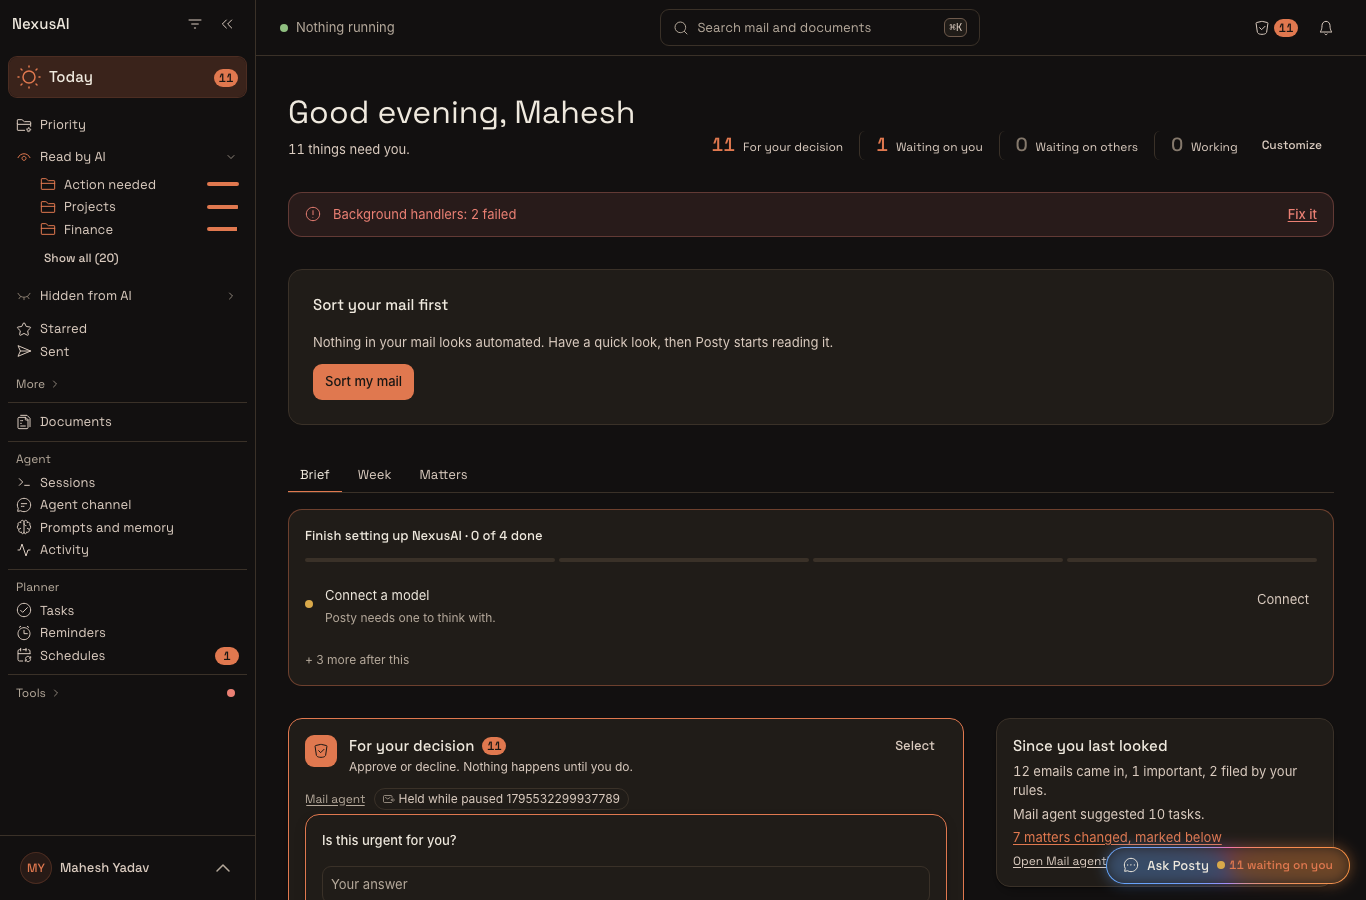 NexusAI
Today 11
Priority
Read by AI
Action needed
Projects
Finance
Show all (20)
Hidden from AI
Starred
Sent
More
Documents
Agent
Sessions
Agent channel
Prompts and memory
Activity
Planner
Tasks
Reminders
Schedules 1
Tools
MY Mahesh Yadav
Nothing running
Search mail and documents ⌘K
11
Good evening, Mahesh
11 things need you.
11 For your decision 1 Waiting on you 0 Waiting on others 0 Working Customize
Background handlers: 2 failed Fix it
Sort your mail first
Nothing in your mail looks automated. Have a quick look, then Posty starts reading it.
Sort my mail
Brief Week Matters
Finish setting up NexusAI · 0 of 4 done
Connect a model
Posty needs one to think with.
Connect
+ 3 more after this
For your decision 11
Select
Approve or decline. Nothing happens until you do.
Mail agent Held while paused 1795532299937789
Is this urgent for you?
Your answer
Since you last looked
12 emails came in, 1 important, 2 filed by your
rules.
Mail agent suggested 10 tasks.
7 matters changed, marked below
Open Mail agent
Ask Posty 11 waiting on you